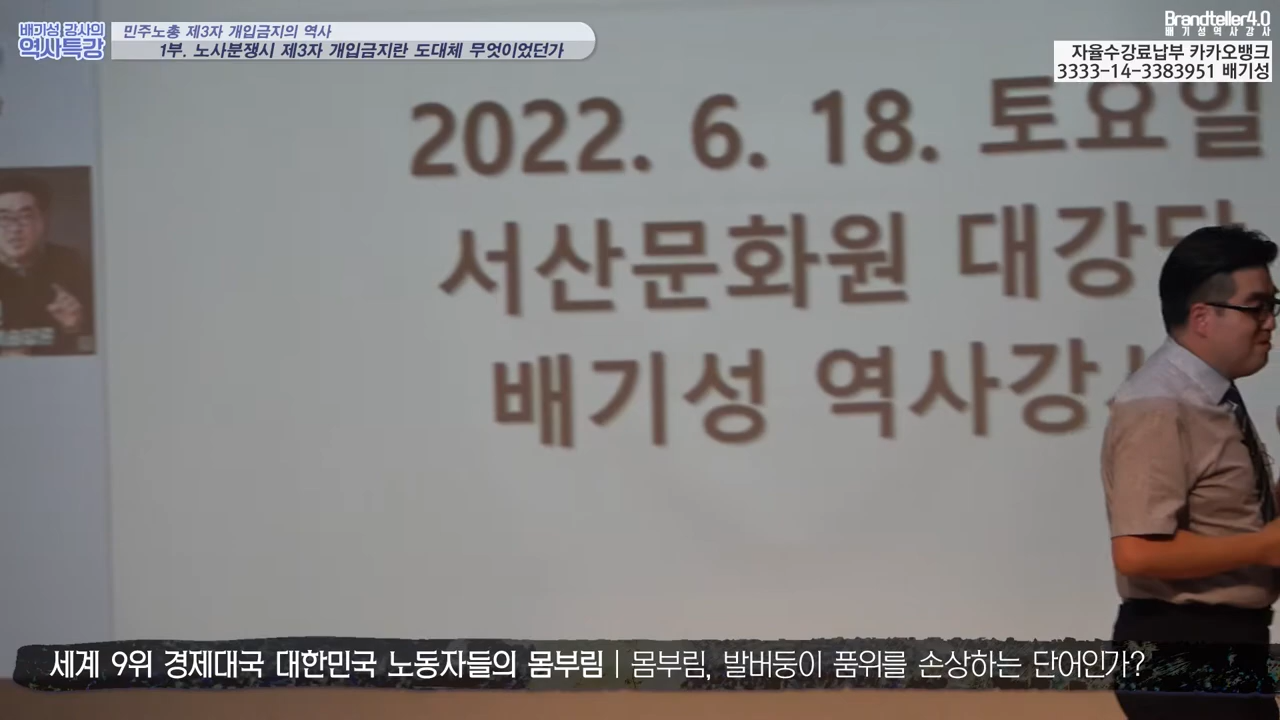 배기성 강사의
역사특강
민주노총 제3자 개입금지의 역사
1부. 노사분쟁시 제3자 개입금지란 도대체 무엇이었던가
Brandteller4.0
배기성역사강사
자율수강료납부 카카오뱅크
3333-14-3383951 배기성
2022. 6. 18. 토요일
서산문화원 대강당
배기성 역사강
세계 9위 경제대국 대한민국 노동자들의 몸부림 | 몸부림, 발버둥이 품위를 손상하는 단어인가?